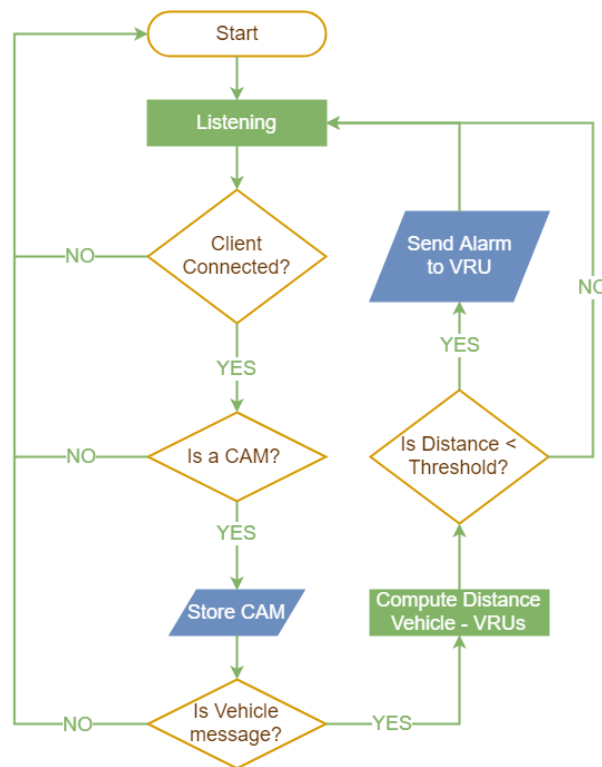 Start
Listening
Client
Connected?
NO
YES
Is a CAM?
NO
YES
Store CAM
Is Vehicle
message?
NO
YES
Compute Distance
Vehicle - VRUs
Is Distance <
Threshold?
YES
NO
Send Alarm
to VRU